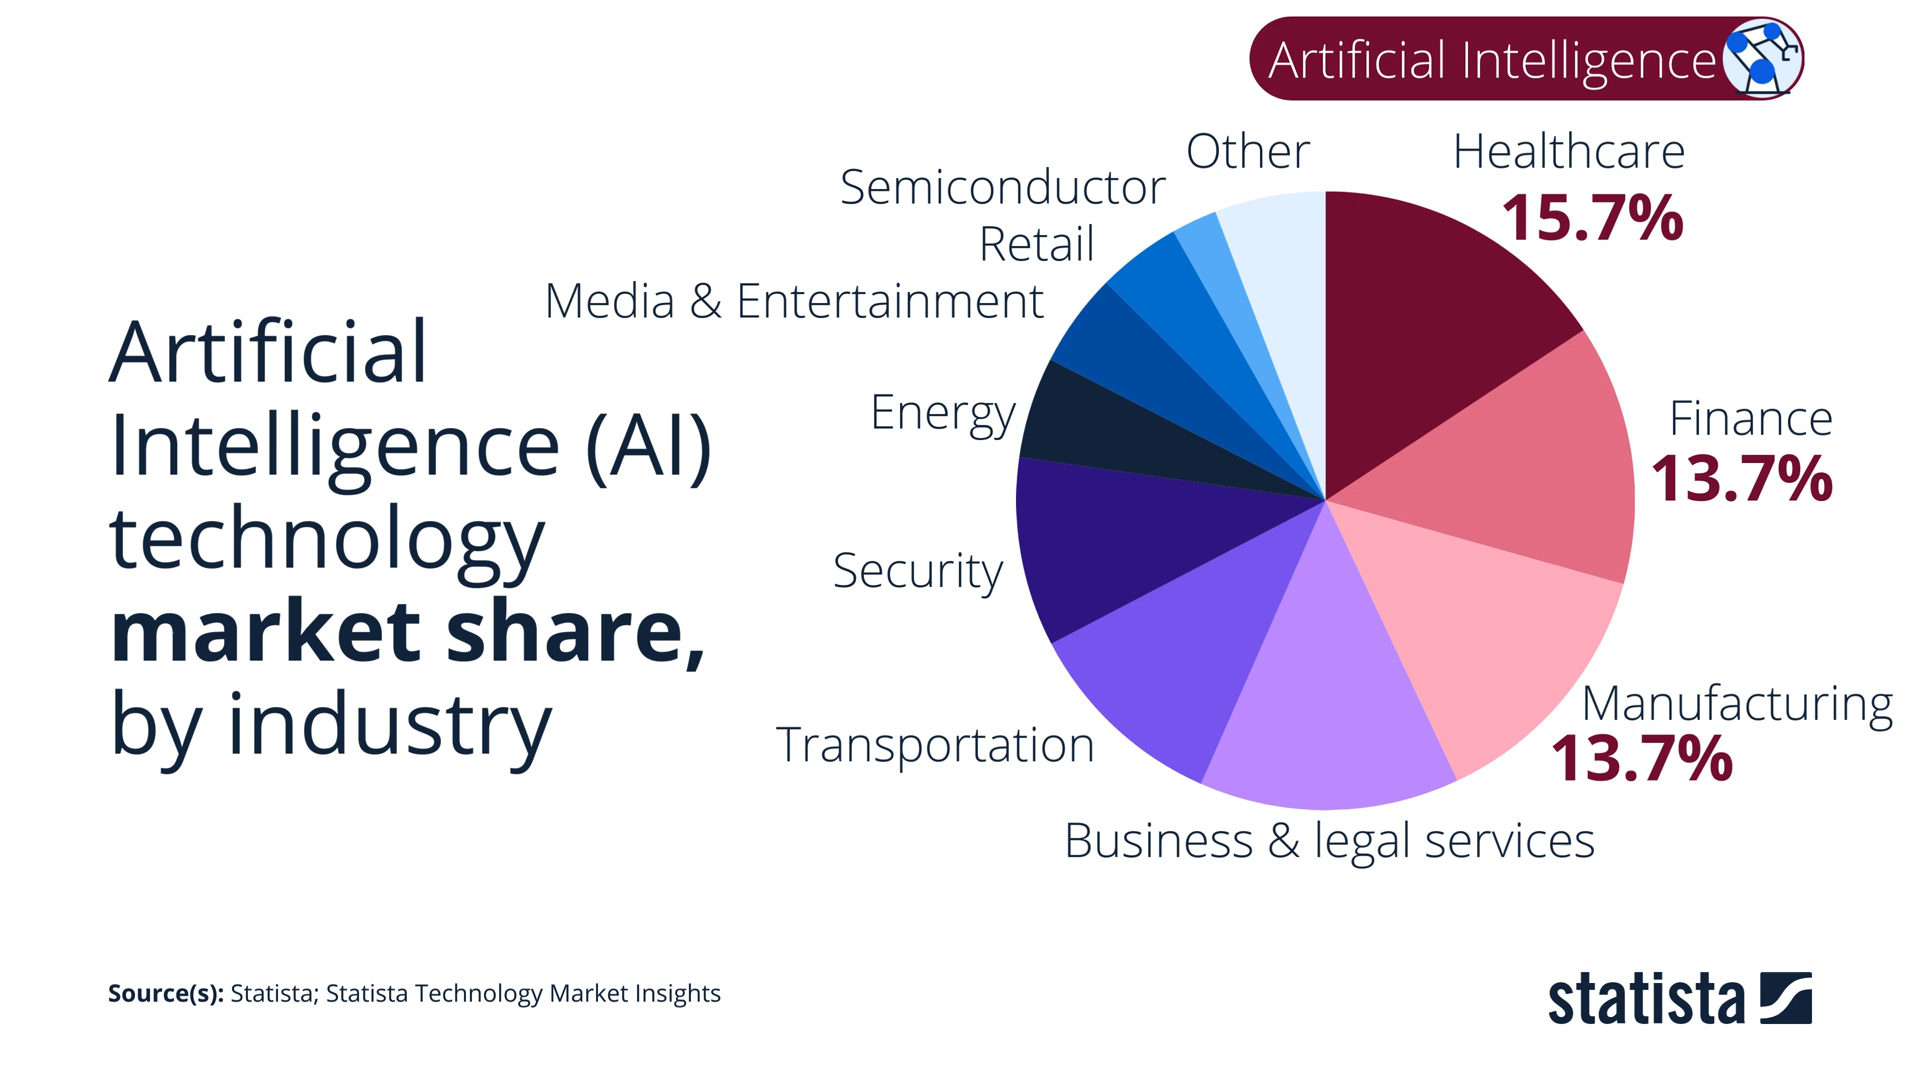 Artificial Intelligence
Other
Healthcare
15.7%
Semiconductor
Retail
Media & Entertainment
Energy
Finance
13.7%
Security
Manufacturing
13.7%
Transportation
Business & legal services
Artificial
Intelligence (AI)
technology
market share,
by industry
Source(s): Statista; Statista Technology Market Insights
statista